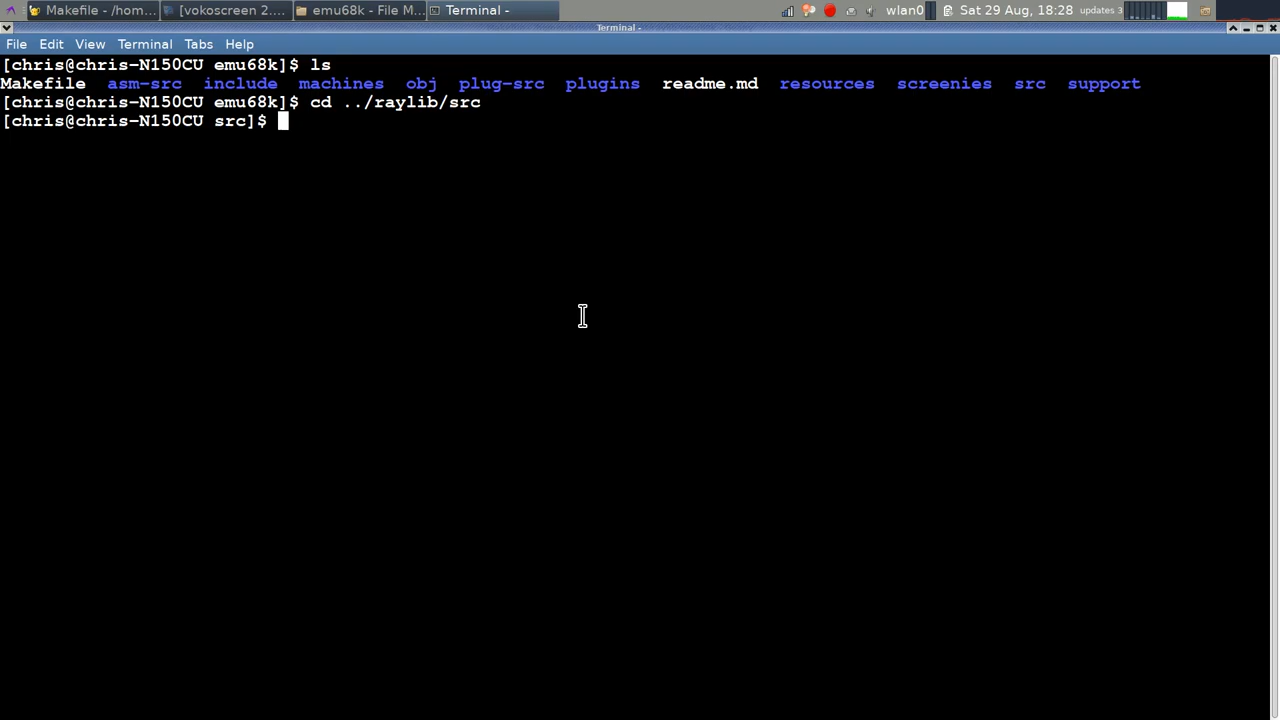 Makefile - /hom... [vokoscreen 2.... emu68k - File M... Terminal - wlan0 Sat 29 Aug, 18:28 updates 3
Terminal -
File Edit View Terminal Tabs Help
[chris@chris-N150CU emu68k]$ ls
Makefile asm-src include machines obj plug-src plugins readme.md resources screenies src support
[chris@chris-N150CU emu68k]$ cd ../raylib/src
[chris@chris-N150CU src]$